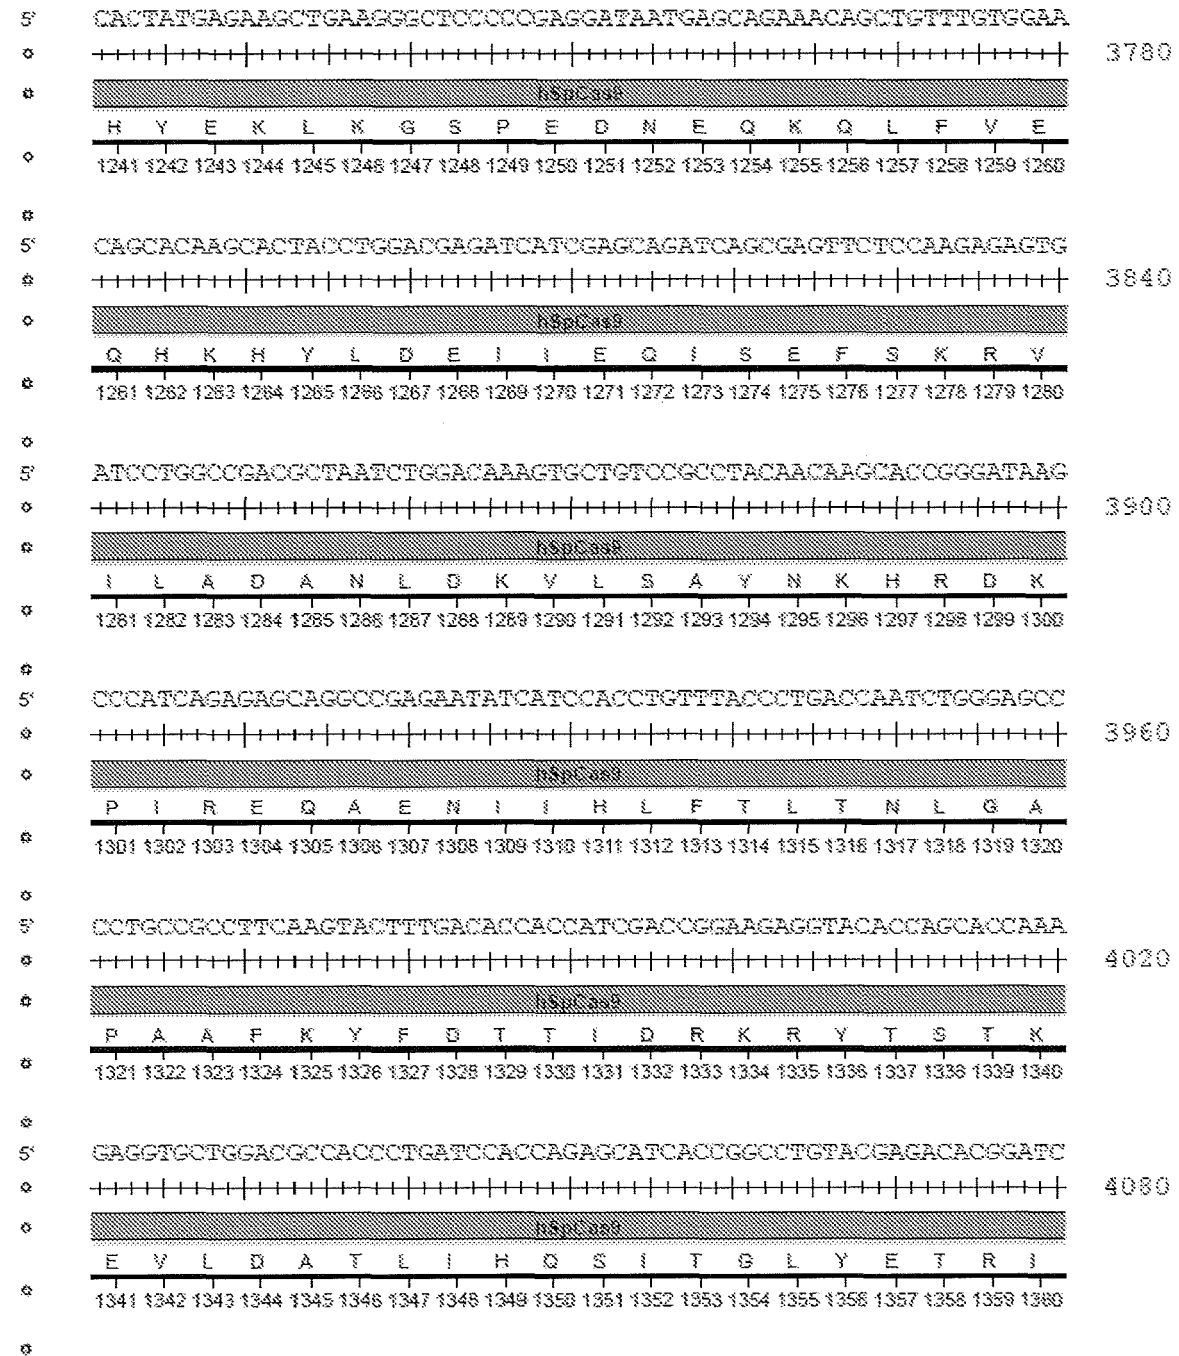 5' CACTATGAGAAGCTGAAGGGCTCCCCCGAGGATAATGAGCAGAAACAGCTGTTTGTGGAA
3780
hSpCas9
H Y E K L K G S P E D N E Q K Q L F V E
1241 1242 1243 1244 1245 1246 1247 1248 1249 1250 1251 1252 1253 1254 1255 1256 1257 1258 1259 1260
5' CAGCACAAGCACTACCTGGACGAGATCATCGAGCAGATCAGCGAGTTCTCCAAGAGAGTG
3840
hSpCas9
Q H K H Y L D E I I E Q I S E F S K R V
1261 1262 1263 1264 1265 1266 1267 1268 1269 1270 1271 1272 1273 1274 1275 1276 1277 1278 1279 1280
5' ATCCTGGCCGACGCTAATCTGGACAAAGTGCTGTCCGCCTACAACAAGCACCGGGATAAG
3900
hSpCas9
I L A D A N L D K V L S A Y N K H R D K
1281 1282 1283 1284 1285 1286 1287 1288 1289 1290 1291 1292 1293 1294 1295 1296 1297 1298 1299 1300
5' CCCATCAGAGAGCAGGCCGAGAATATCATCCACCTGTTTACCCTGACCAATCTGGGAGCC
3960
hSpCas9
P I R E Q A E N I I H L F T L T N L G A
1301 1302 1303 1304 1305 1306 1307 1308 1309 1310 1311 1312 1313 1314 1315 1316 1317 1318 1319 1320
5' CCTGCCGCCTTCAAGTACTTTGACACCACCATCGACCGGAAGAGGTACACCAGCACCAAA
4020
hSpCas9
P A A F K Y F D T T I D R K R Y T S T K
1321 1322 1323 1324 1325 1326 1327 1328 1329 1330 1331 1332 1333 1334 1335 1336 1337 1338 1339 1340
5' GAGGTGCTGGACGCCACCCTGATCCACCAGAGCATCACCGGCCTGTACGAGACACGGATC
4080
hSpCas9
E V L D A T L I H Q S I T G L Y E T R I
1341 1342 1343 1344 1345 1346 1347 1348 1349 1350 1351 1352 1353 1354 1355 1356 1357 1358 1359 1360